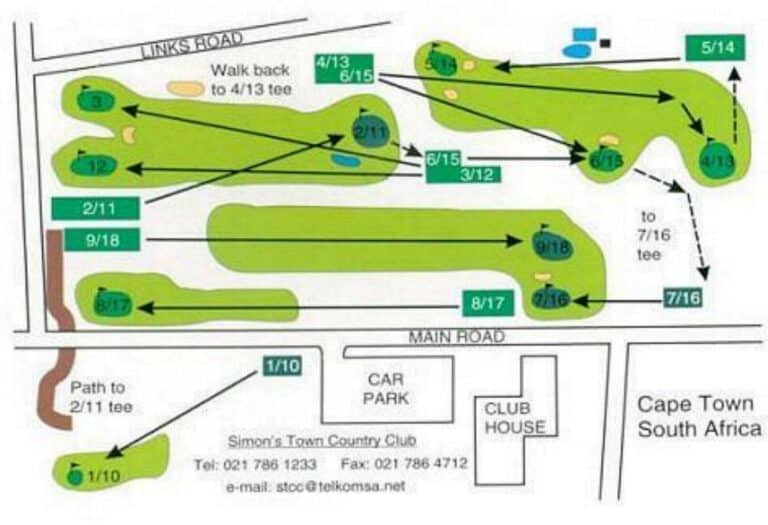 LINKS ROAD
Walk back
to 4/13 tee
4/13
6/15
5/14
5/14
3
2/11
12
6/15
3/12
6/15
4/13
2/11
9/18
9/18
to
7/16
tee
8/17
8/17
7/16
7/16
MAIN ROAD
1/10
Path to
2/11 tee
CAR
PARK
CLUB
HOUSE
Cape Town
South Africa
1/10
Simon's Town Country Club
Tel: 021 786 1233 Fax: 021 786 4712
e-mail: stcc@telkomsa.net